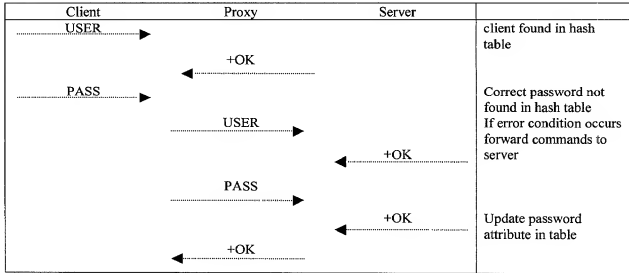 Client Proxy Server
USER client found in hash
table
+OK
PASS Correct password not
found in hash table
USER If error condition occurs
forward commands to
+OK server
PASS
+OK Update password
attribute in table
+OK